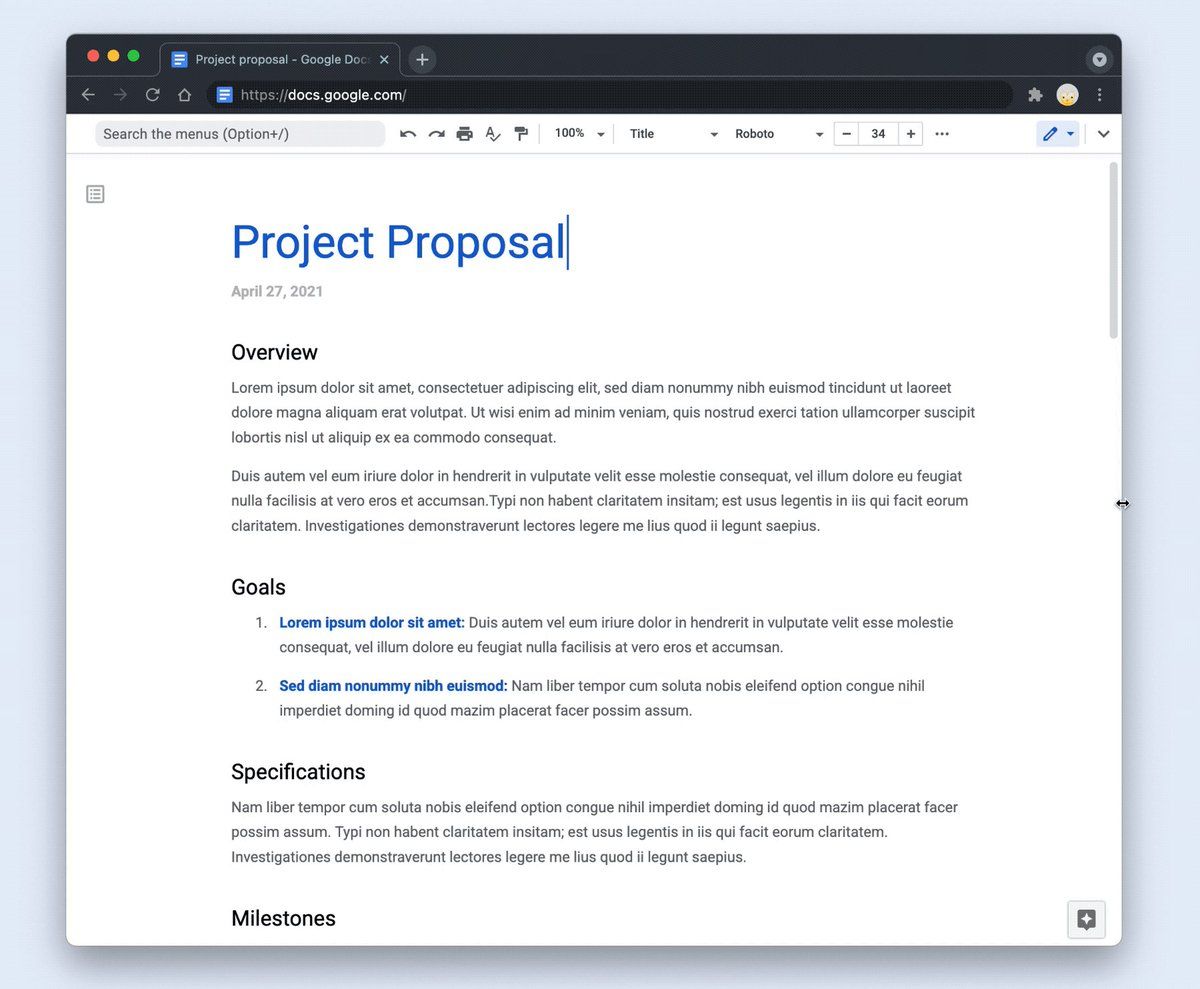 Project proposal - Google Doc
https://docs.google.com/
Search the menus (Option+/)
100%
Title
Roboto
34
Project Proposal
April 27, 2021
Overview
Lorem ipsum dolor sit amet, consectetuer adipiscing elit, sed diam nonummy nibh euismod tincidunt ut laoreet
dolore magna aliquam erat volutpat. Ut wisi enim ad minim veniam, quis nostrud exerci tation ullamcorper suscipit
lobortis nisl ut aliquip ex ea commodo consequat.
Duis autem vel eum iriure dolor in hendrerit in vulputate velit esse molestie consequat, vel illum dolore eu feugiat
nulla facilisis at vero eros et accumsan.Typi non habent claritatem insitam; est usus legentis in iis qui facit eorum
claritatem. Investigationes demonstraverunt lectores legere me lius quod ii legunt saepius.
Goals
1. Lorem ipsum dolor sit amet: Duis autem vel eum iriure dolor in hendrerit in vulputate velit esse molestie
consequat, vel illum dolore eu feugiat nulla facilisis at vero eros et accumsan.
2. Sed diam nonummy nibh euismod: Nam liber tempor cum soluta nobis eleifend option congue nihil
imperdiet doming id quod mazim placerat facer possim assum.
Specifications
Nam liber tempor cum soluta nobis eleifend option congue nihil imperdiet doming id quod mazim placerat facer
possim assum. Typi non habent claritatem insitam; est usus legentis in iis qui facit eorum claritatem.
Investigationes demonstraverunt lectores legere me lius quod ii legunt saepius.
Milestones